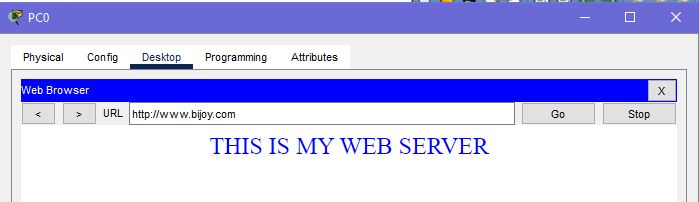 PC0
Physical Config Desktop Programming Attributes
Web Browser X
< > URL http://www.bijoy.com Go Stop
THIS IS MY WEB SERVER